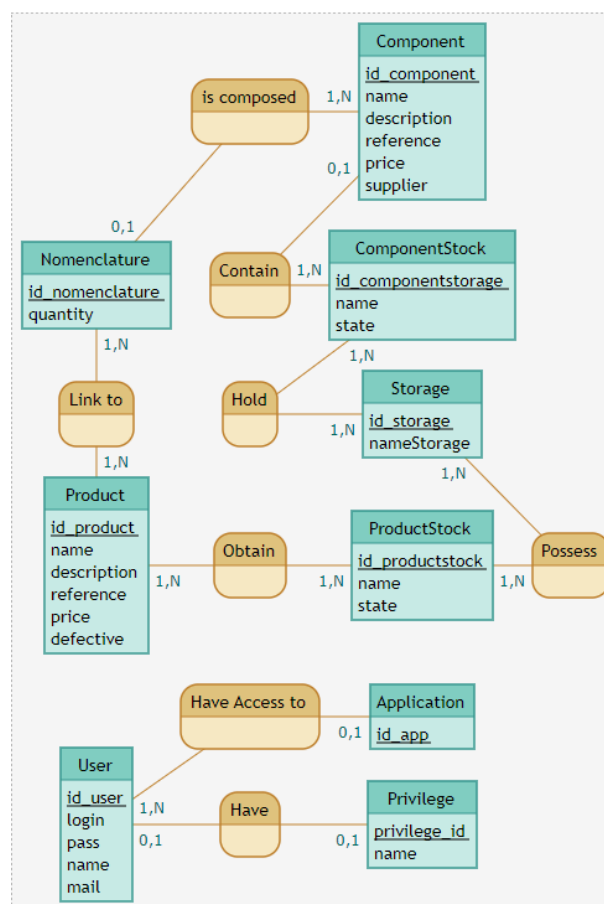 Component
id_component
name
description
reference
price
supplier
is composed
1,N
0,1
0,1
Nomenclature
id_nomenclature
quantity
Contain
1,N
ComponentStock
id_componentstorage
name
state
1,N
1,N
Link to
Hold
1,N
Storage
id_storage
nameStorage
1,N
1,N
Product
id_product
name
description
reference
price
defective
1,N
Obtain
1,N
ProductStock
id_productstock
name
state
1,N
Possess
Have Access to
0,1
Application
id_app
User
id_user
login
pass
name
mail
1,N
0,1
Have
0,1
Privilege
privilege_id
name